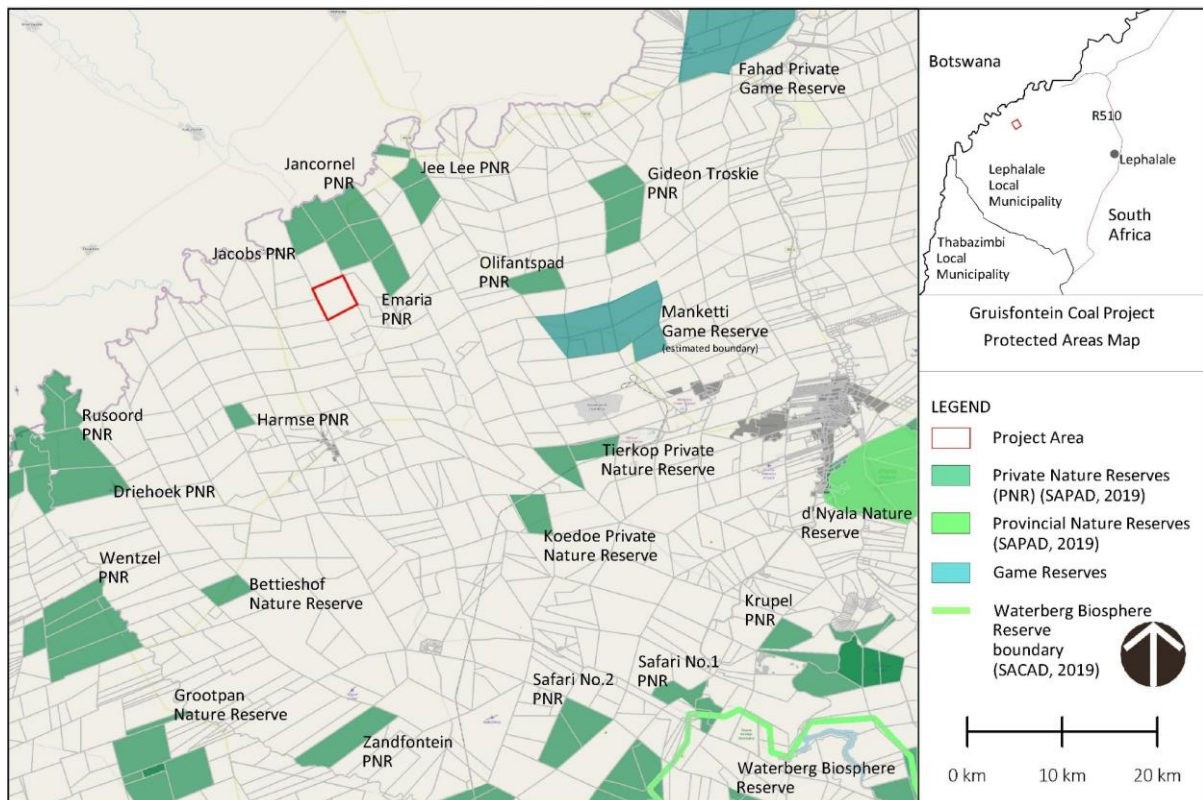 Fahad Private
Game Reserve
Jancornel
PNR
Jee Lee PNR
Gideon Troskie
PNR
Jacobs PNR
Olifantspad
PNR
Emaria
PNR
Manketti
Game Reserve
(estimated boundary)
Rusoord
PNR
Harmse PNR
Tierkop Private
Nature Reserve
Driehoek PNR
d'Nyala Nature
Reserve
Koedoe Private
Nature Reserve
Wentzel
PNR
Bettieshof
Nature Reserve
Krupel
PNR
Safari No.1
PNR
Safari No.2
PNR
Grootpan
Nature Reserve
Zandfontein
PNR
Waterberg Biosphere
Reserve
Botswana
R510
Lephalale
Lephalale
Local
Municipality
South
Africa
Thabazimbi
Local
Municipality
Gruisfontein Coal Project
Protected Areas Map
LEGEND
Project Area
Private Nature Reserves
(PNR) (SAPAD, 2019)
Provincial Nature Reserves
(SAPAD, 2019)
Game Reserves
Waterberg Biosphere
Reserve
boundary
(SACAD, 2019)
0 km 10 km 20 km